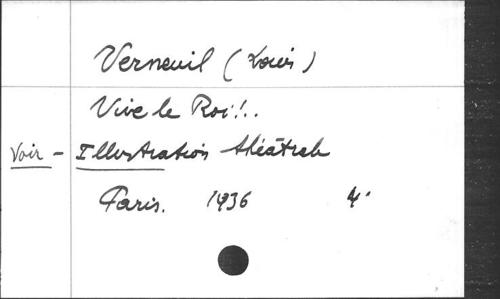 Verneuil (Louis)
Vive le Roi!..
Voir - Illustration théâtrale
Paris. 1936 4°